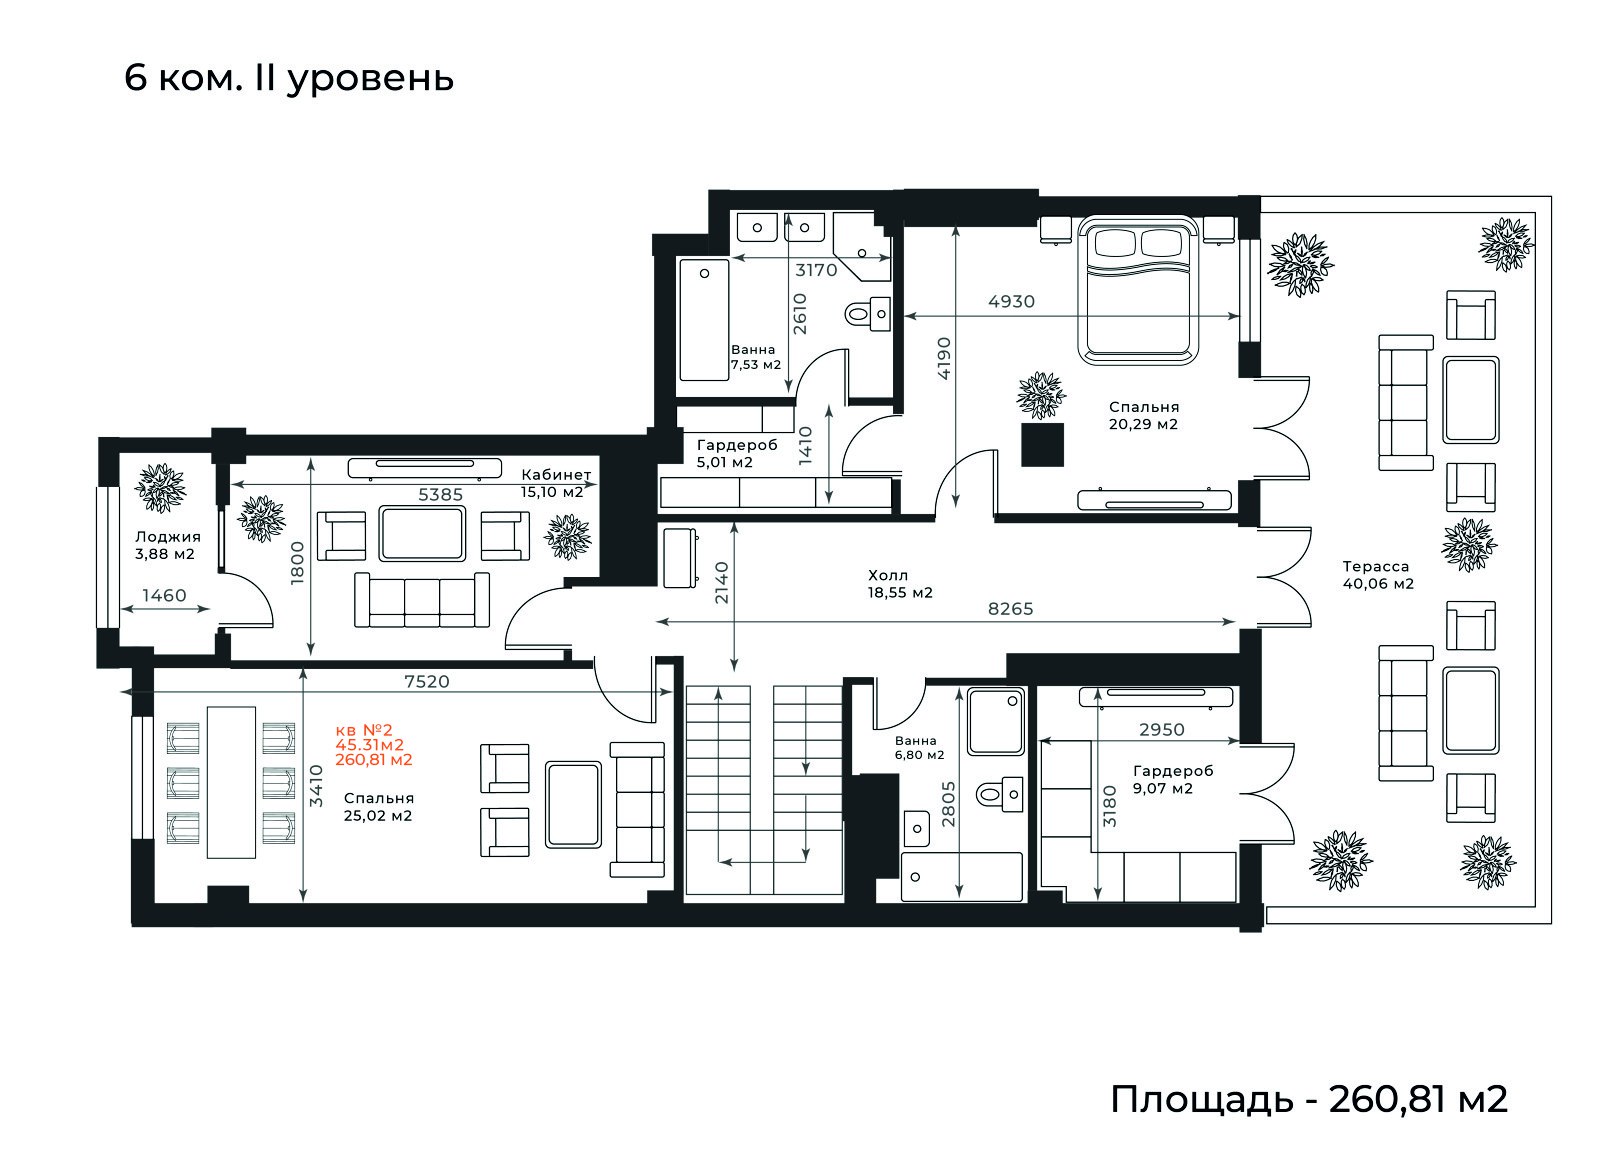 6 ком. II уровень
3170
2610
Ванна
7,53 м2
4930
4190
Спальня
20,29 м2
Гардероб
5,01 м2
1410
Кабинет
15,10 м2
5385
1800
Лоджия
3,88 м2
1460
2140
Холл
18,55 м2
8265
Терасса
40,06 м2
7520
кв №2
45.31м2
260,81 м2
3410
Спальня
25,02 м2
Ванна
6,80 м2
2805
2950
Гардероб
9,07 м2
3180
Площадь - 260,81 м2